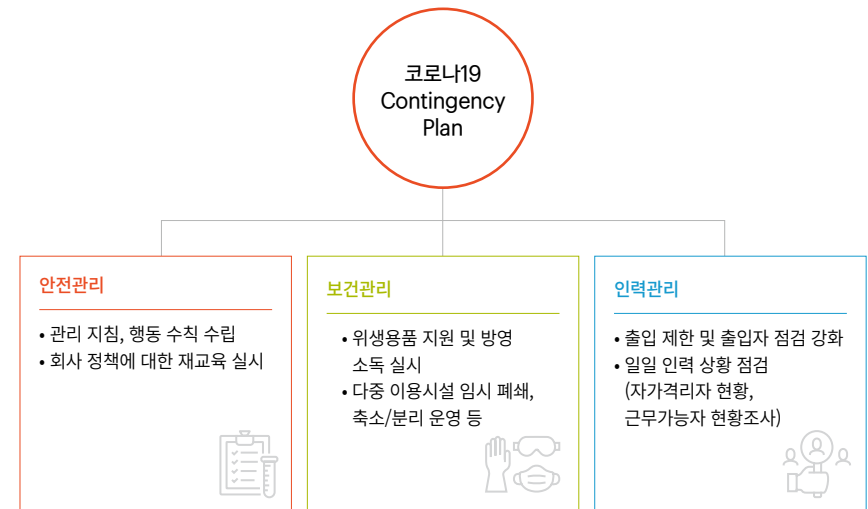 코로나19
Contingency
Plan
안전관리
• 관리 지침, 행동 수칙 수립
• 회사 정책에 대한 재교육 실시
보건관리
• 위생용품 지원 및 방영
소독 실시
• 다중 이용시설 임시 폐쇄,
축소/분리 운영 등
인력관리
• 출입 제한 및 출입자 점검 강화
• 일일 인력 상황 점검
(자가격리자 현황,
근무가능자 현황조사)